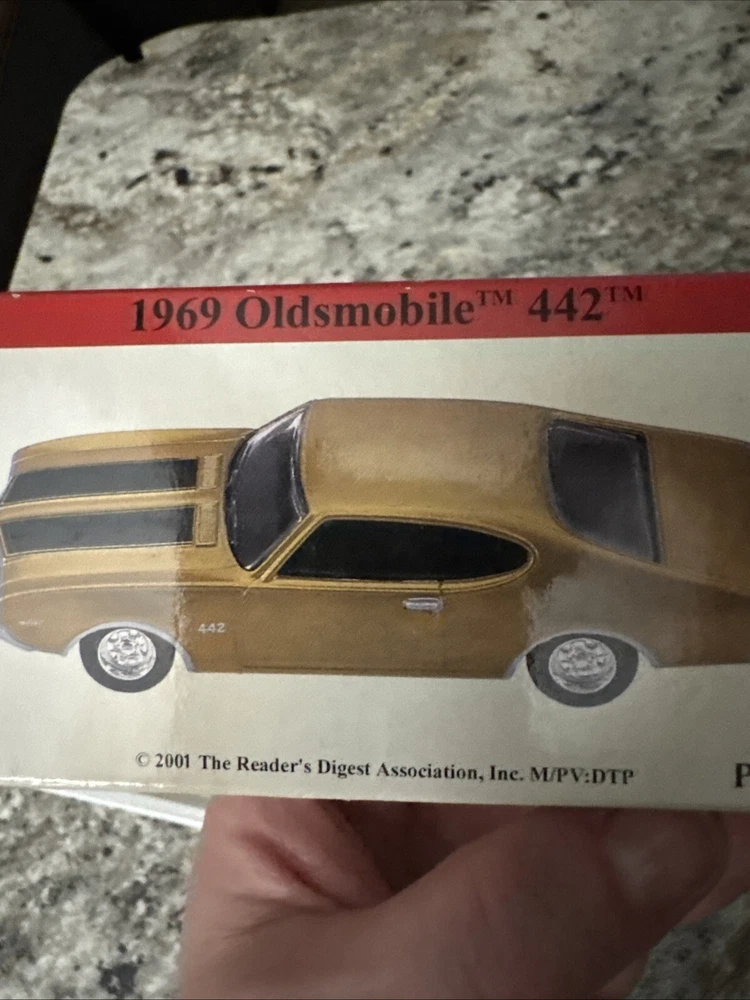 1969 Oldsmobile™ 442™
442
© 2001 The Reader's Digest Association, Inc. M/PV:DTP
P